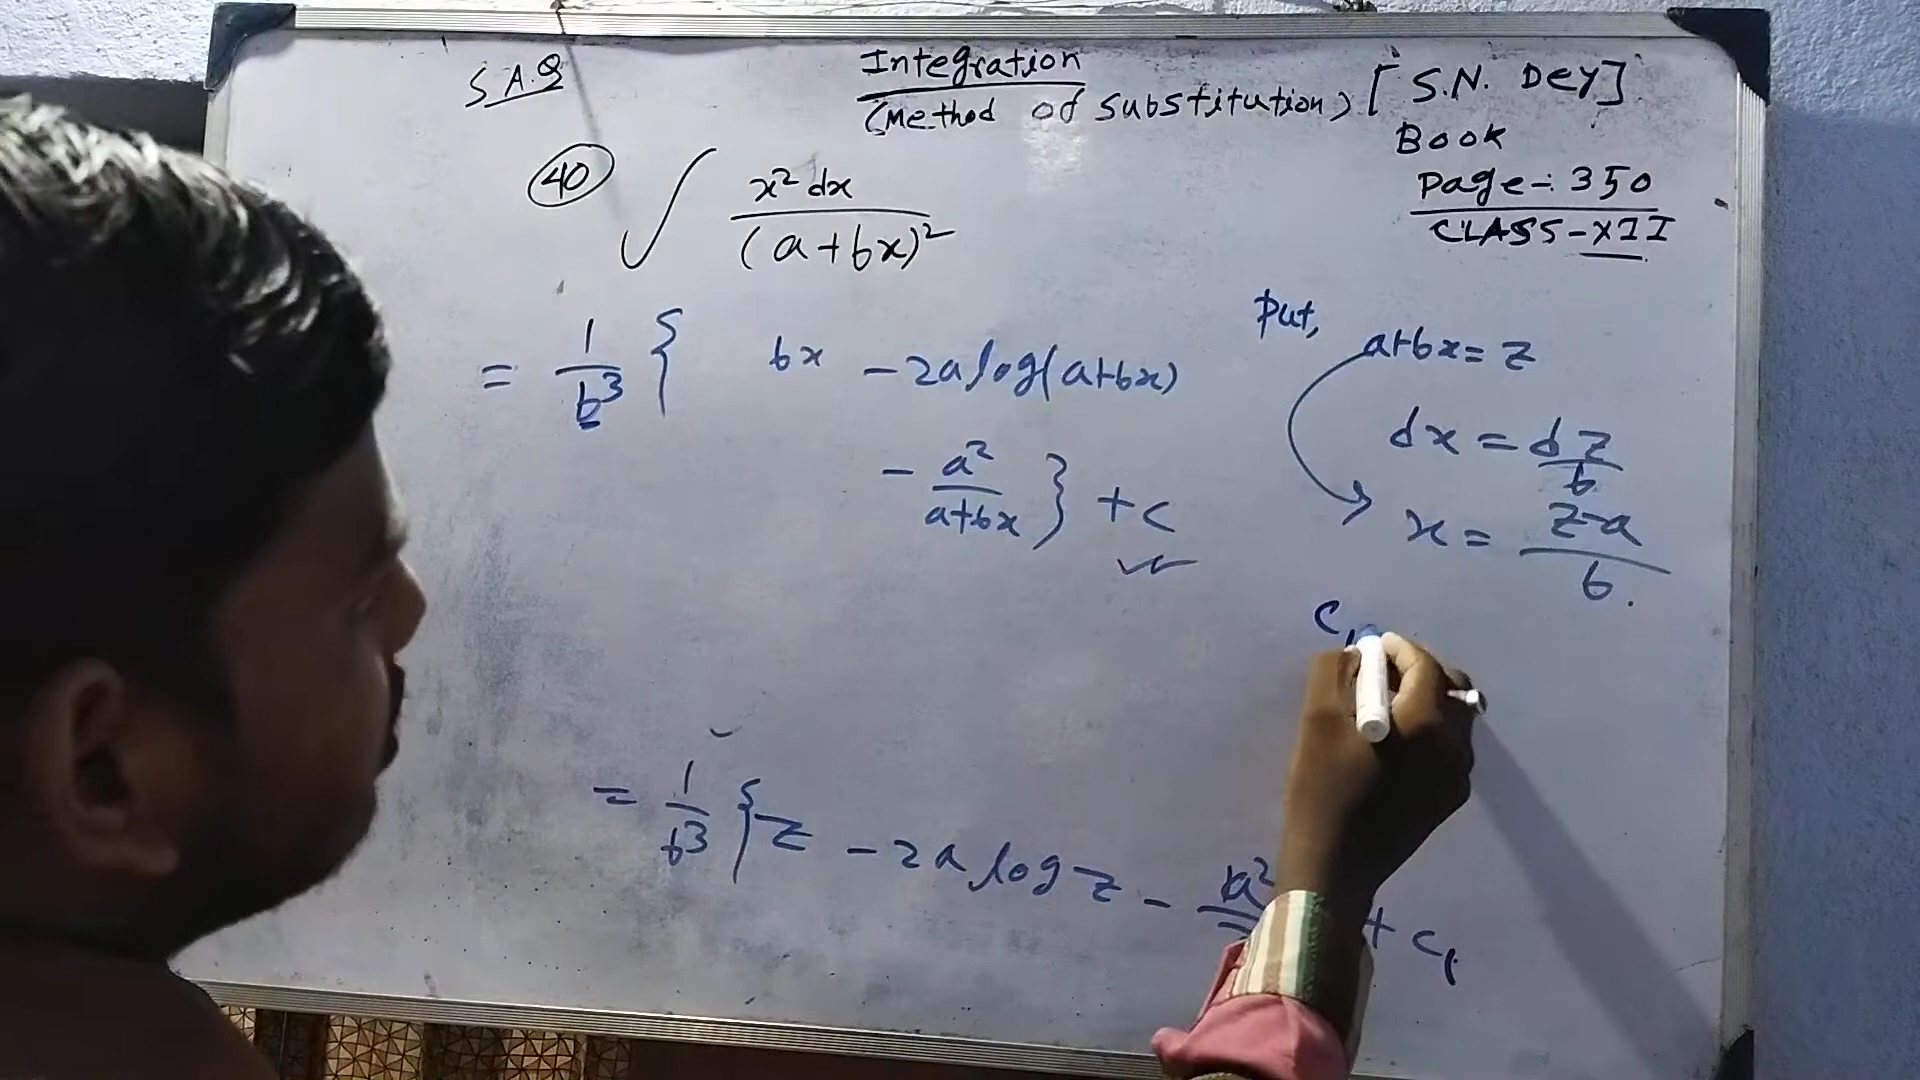 S.A.Q
Integration
(Method of Substitution) [S.N. DEY]
Book
Page-: 350
CLASS-XII
(40) ∫ x² dx / (a+bx)²
= 1/b³ { bx - 2a log(a+bx)
- a²/(a+bx) } + c
Put,
a+bx = z
dx = dz/b
x = (z-a)/b.
c₁
= 1/b³ { z - 2a log z - a²
+ c₁